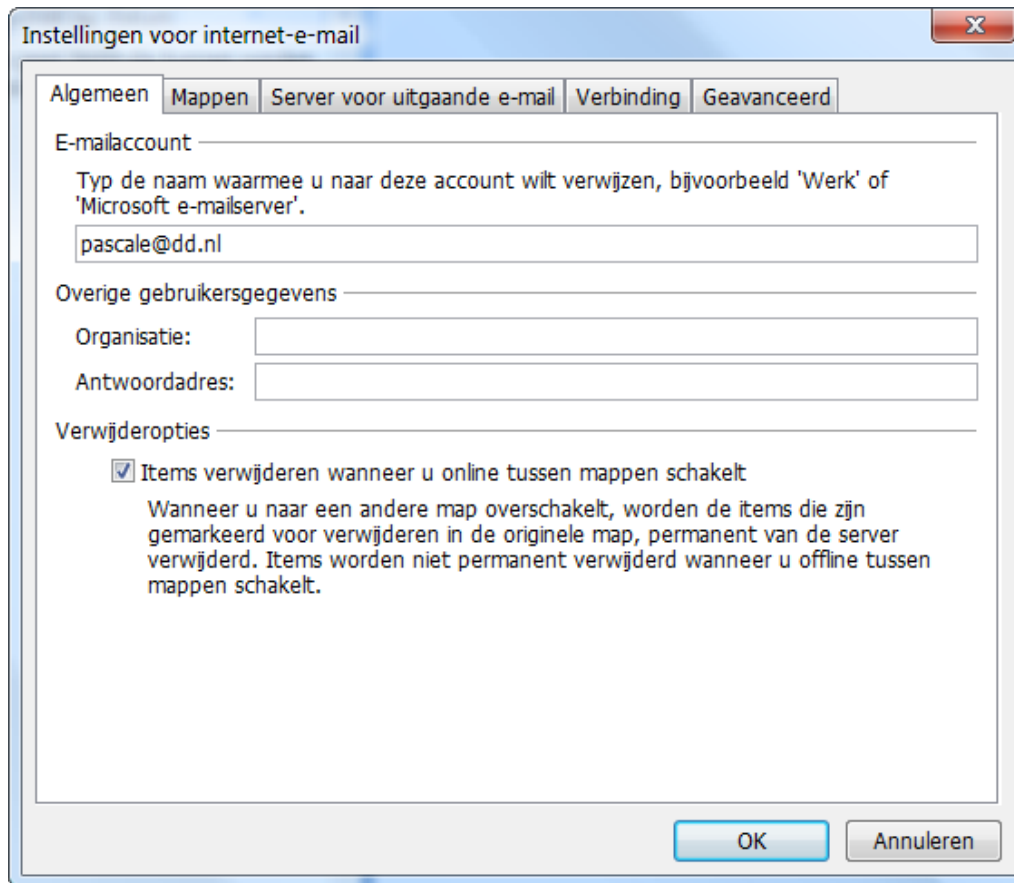 Instellingen voor internet-e-mail
Algemeen Mappen Server voor uitgaande e-mail Verbinding Geavanceerd
E-mailaccount
Typ de naam waarmee u naar deze account wilt verwijzen, bijvoorbeeld 'Werk' of
'Microsoft e-mailserver'.
pascale@dd.nl
Overige gebruikersgegevens
Organisatie:
Antwoordadres:
Verwijderopties
Items verwijderen wanneer u online tussen mappen schakelt
Wanneer u naar een andere map overschakelt, worden de items die zijn
gemarkeerd voor verwijderen in de originele map, permanent van de server
verwijderd. Items worden niet permanent verwijderd wanneer u offline tussen
mappen schakelt.
OK Annuleren